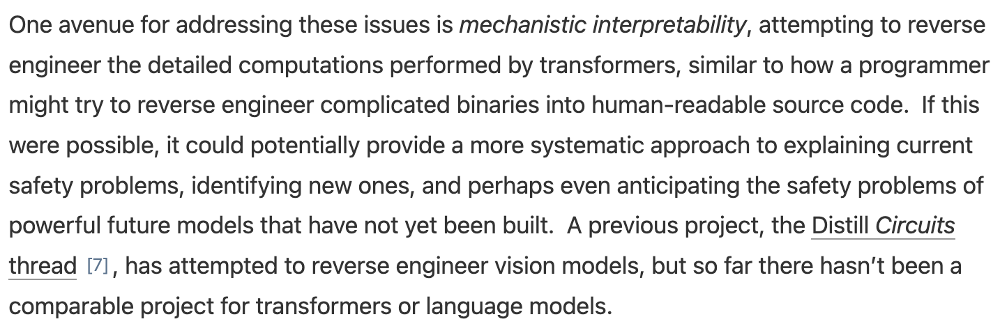 One avenue for addressing these issues is mechanistic interpretability, attempting to reverse
engineer the detailed computations performed by transformers, similar to how a programmer
might try to reverse engineer complicated binaries into human-readable source code.  If this
were possible, it could potentially provide a more systematic approach to explaining current
safety problems, identifying new ones, and perhaps even anticipating the safety problems of
powerful future models that have not yet been built.  A previous project, the Distill Circuits
thread [7], has attempted to reverse engineer vision models, but so far there hasn’t been a
comparable project for transformers or language models.